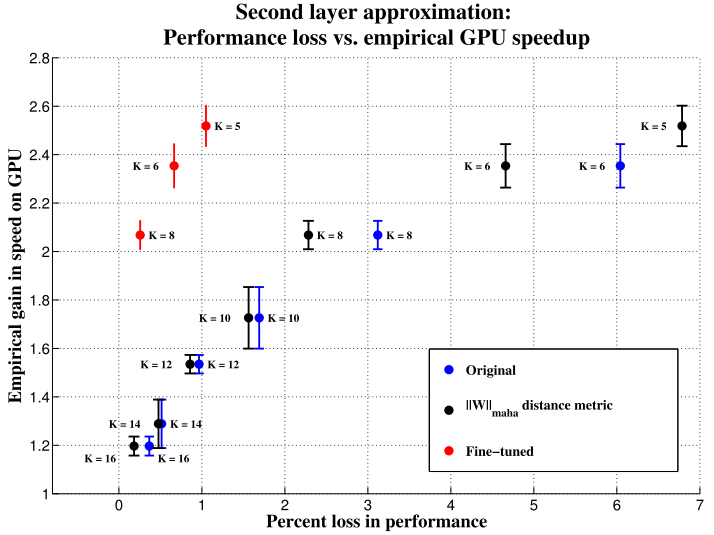 Second layer approximation:
Performance loss vs. empirical GPU speedup
Empirical gain in speed on GPU
2.8
2.6
2.4
2.2
2
1.8
1.6
1.4
1.2
1
K = 5
K = 5
K = 6
K = 6
K = 6
K = 8
K = 8
K = 8
K = 10
K = 10
K = 12
K = 12
K = 14
K = 14
K = 16
K = 16
Original
||W||maha distance metric
Fine−tuned
0 1 2 3 4 5 6 7
Percent loss in performance